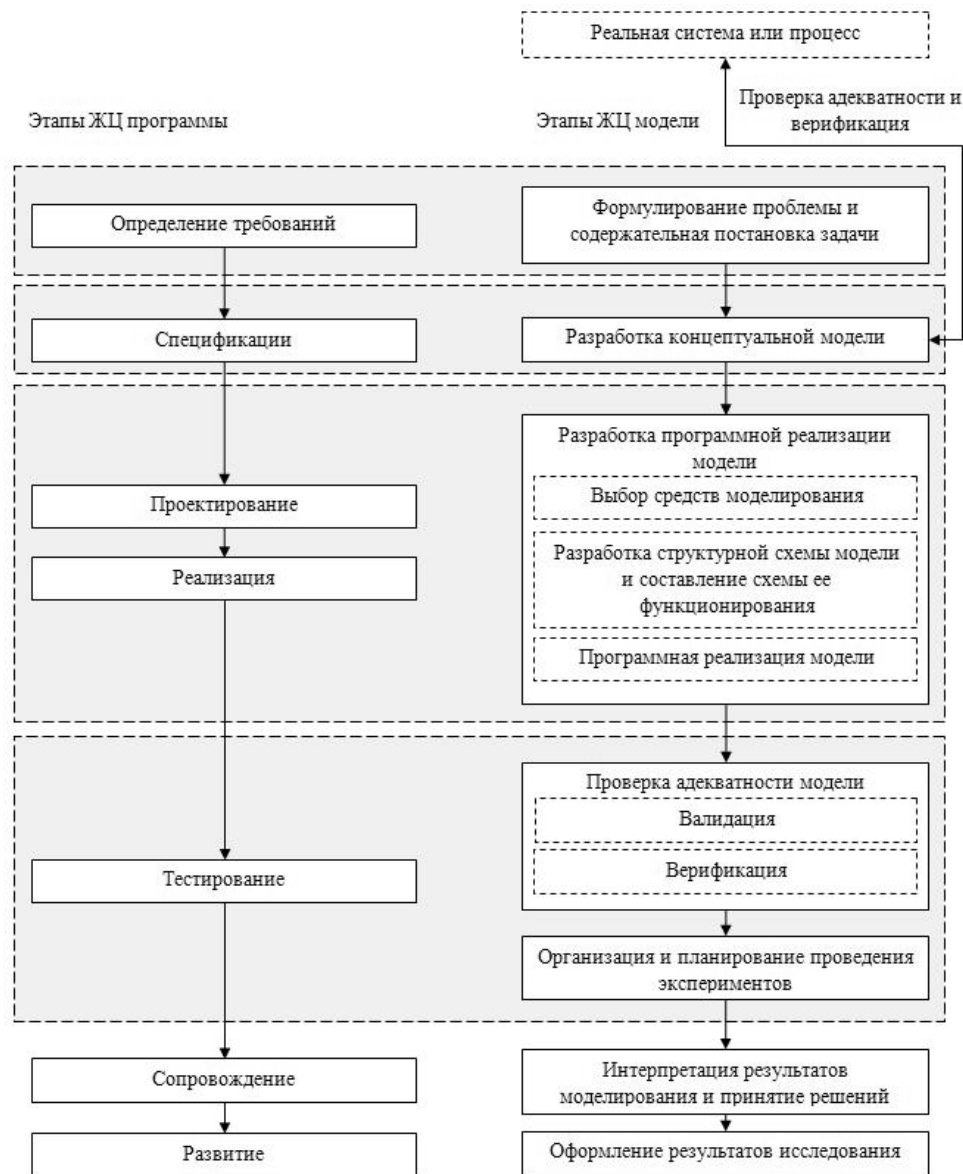 Реальная система или процесс
Проверка адекватности и
верификация
Этапы ЖЦ программы
Этапы ЖЦ модели
Определение требований
Формулирование проблемы и
содержательная постановка задачи
Спецификации
Разработка концептуальной модели
Разработка программной реализации
модели
Выбор средств моделирования
Проектирование
Разработка структурной схемы модели
и составление схемы ее
функционирования
Реализация
Программная реализация модели
Проверка адекватности модели
Валидация
Верификация
Тестирование
Организация и планирование проведения
экспериментов
Сопровождение
Интерпретация результатов
моделирования и принятие решений
Развитие
Оформление результатов исследования